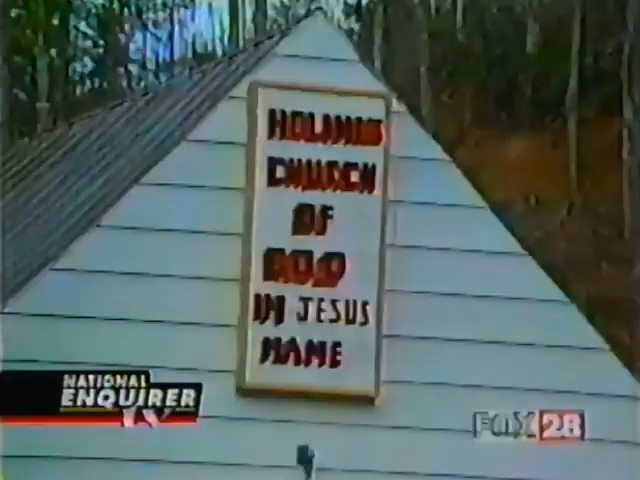 HOLINESS
CHURCH
OF
GOD
IN JESUS
NAME
NATIONAL
ENQUIRER
TV
FOX 28